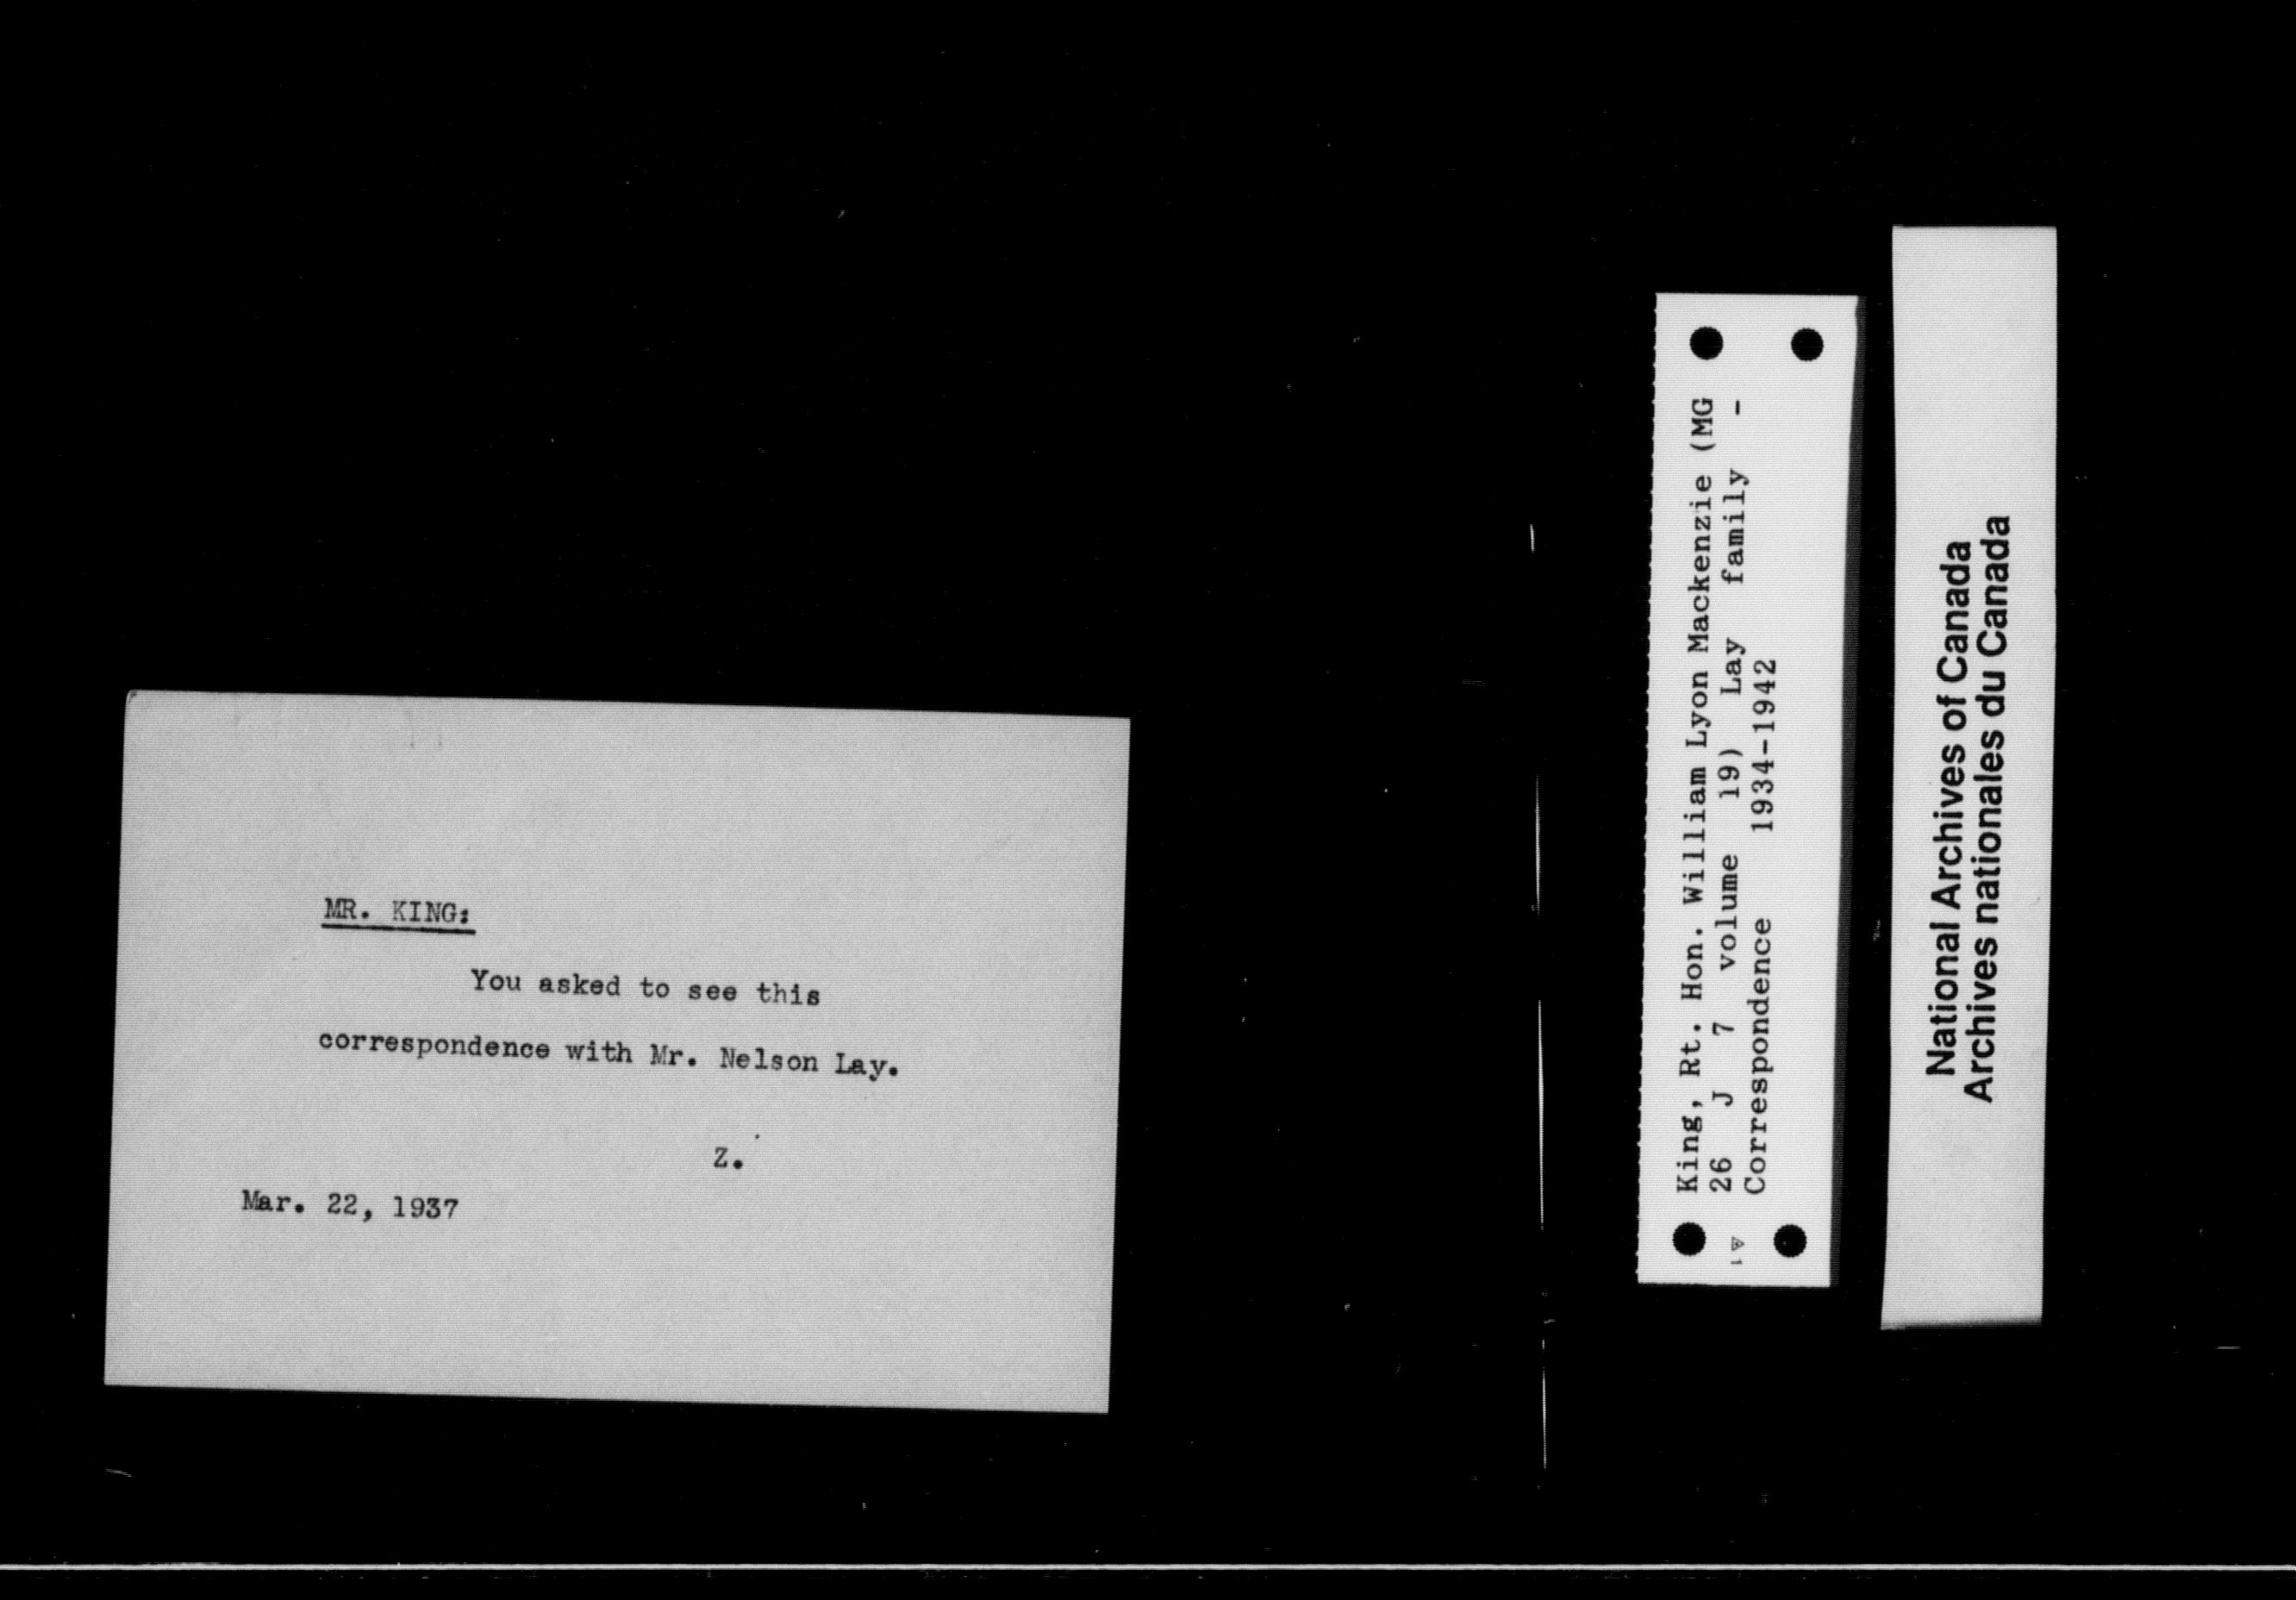 MR. KING:
You asked to see this
correspondence with Mr. Nelson Lay.
Z.
Mar. 22, 1937
King, Rt. Hon. William Lyon Mackenzie (MG
26 J 7 volume 19) Lay family -
Correspondence 1934-1942
National Archives of Canada
Archives nationales du Canada